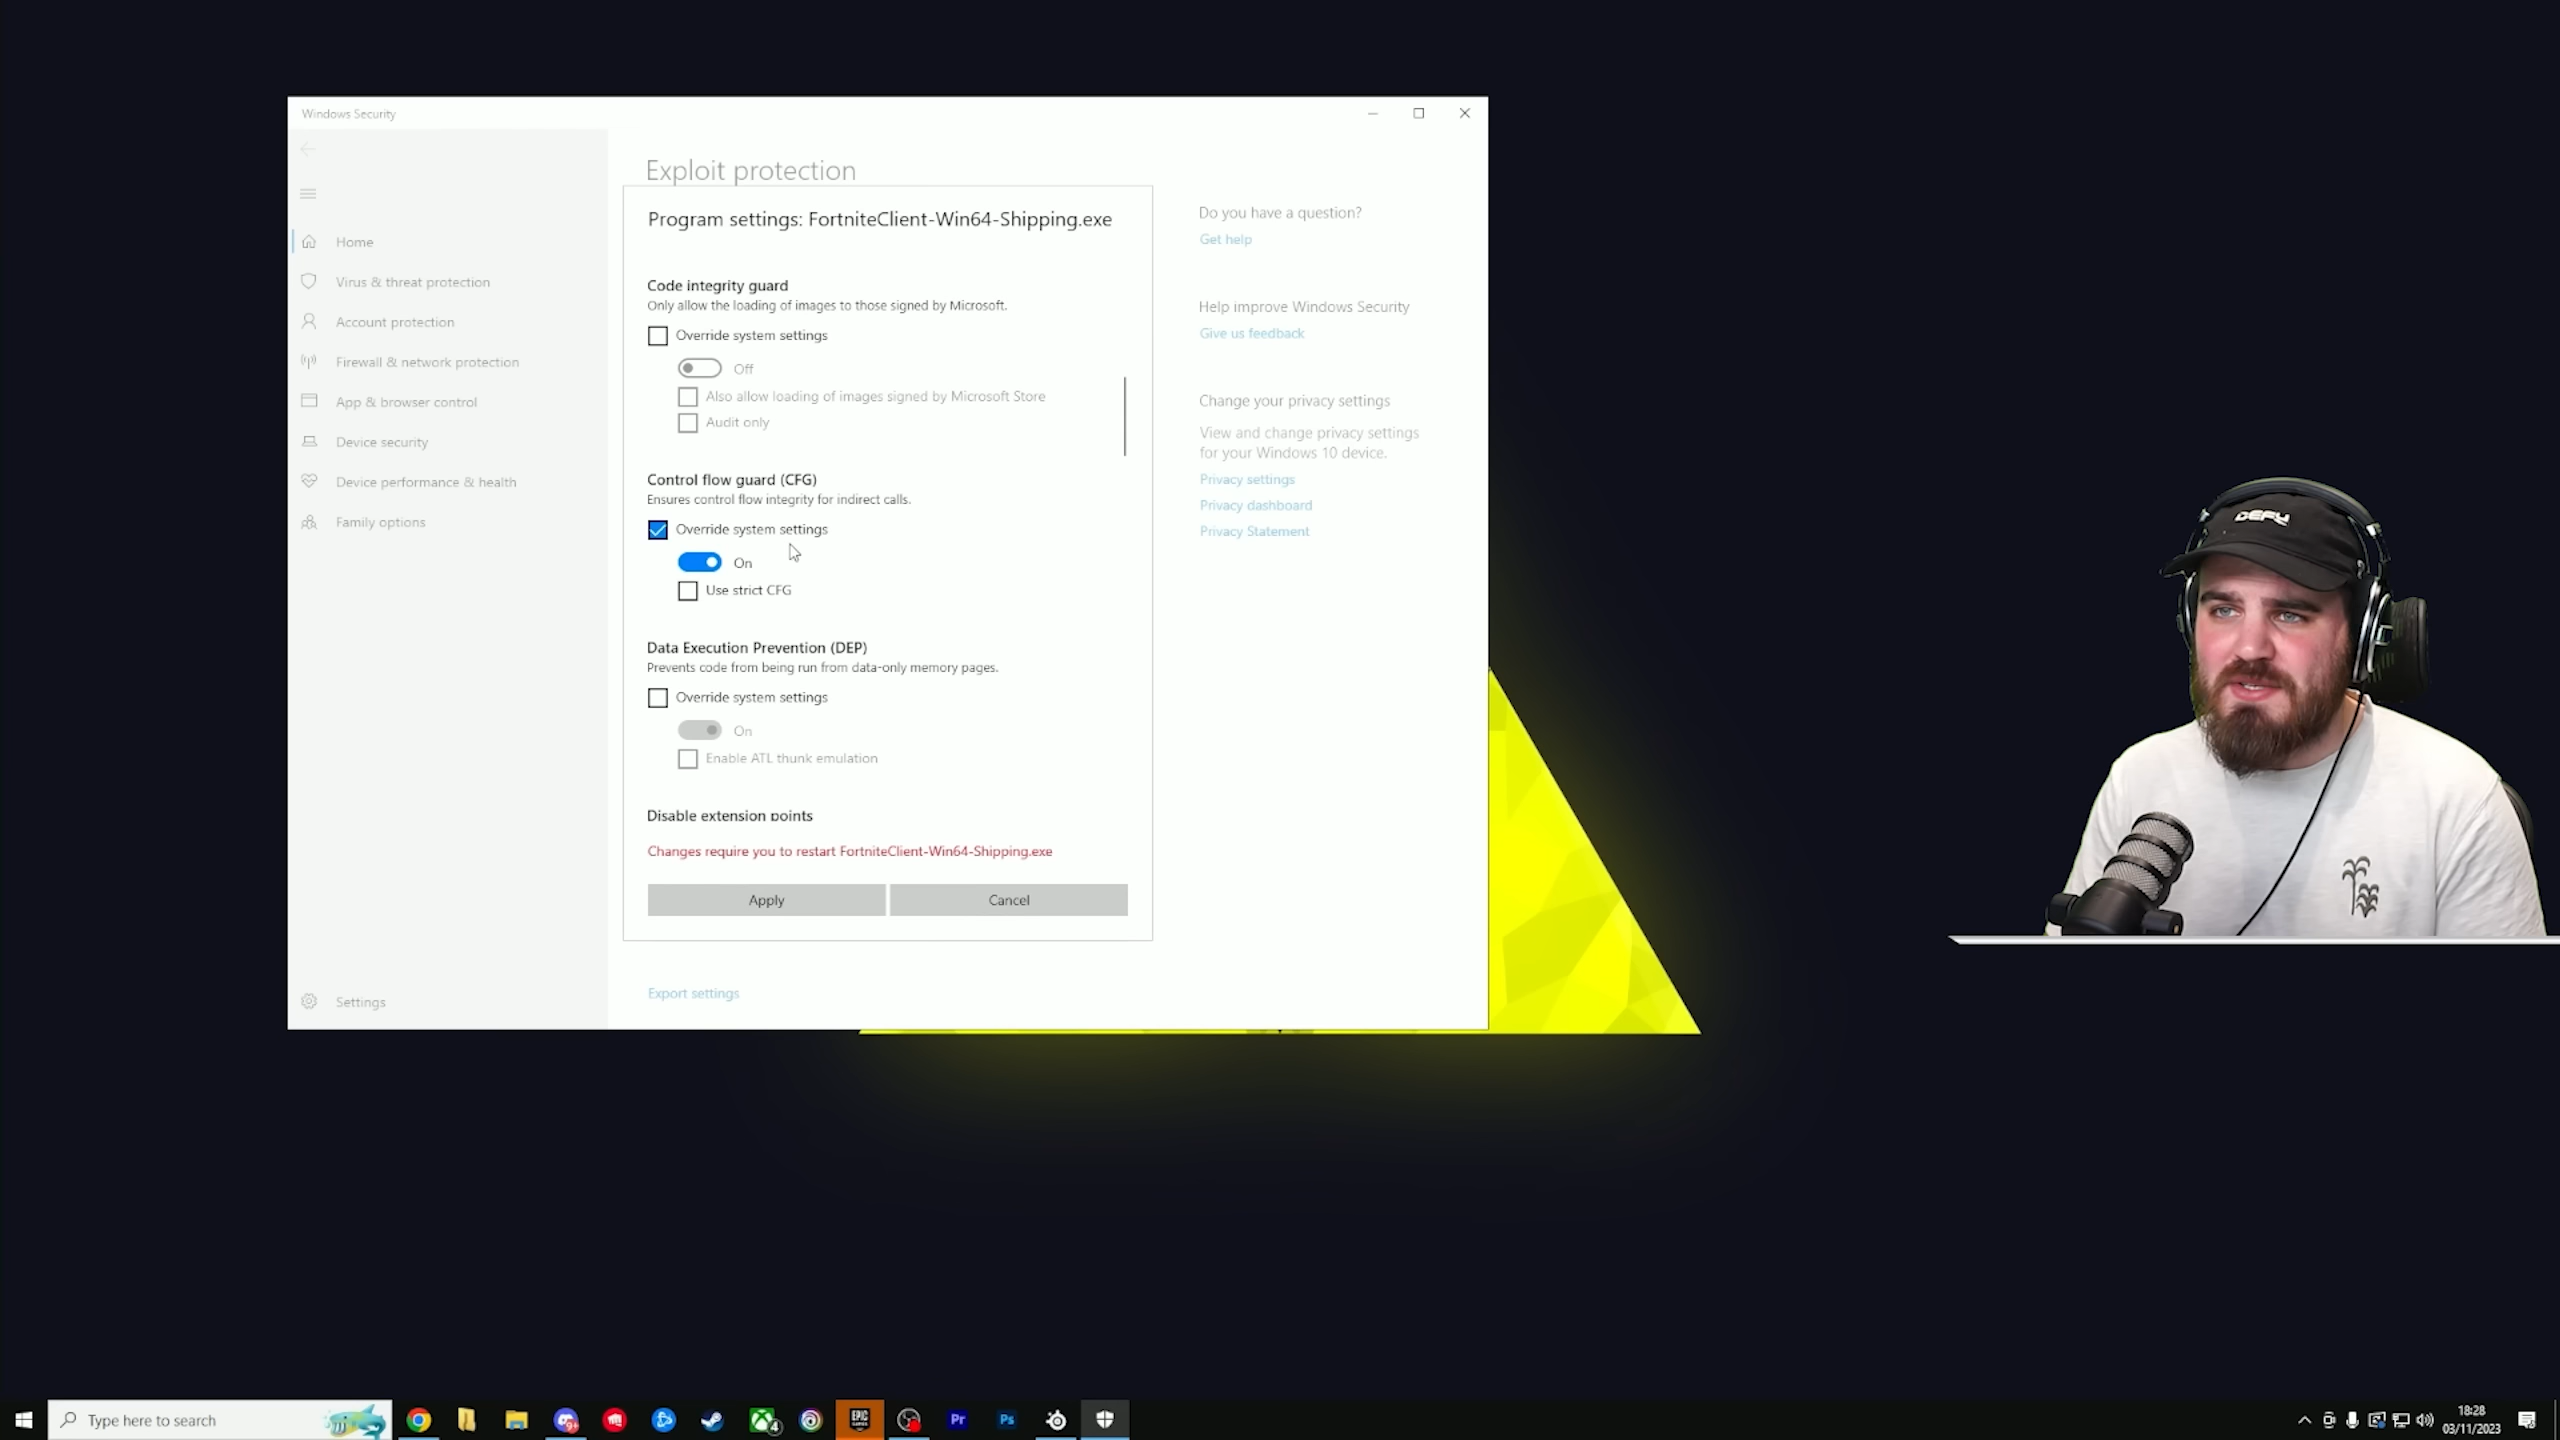 Windows Security
Home
Virus & threat protection
Account protection
Firewall & network protection
App & browser control
Device security
Device performance & health
Family options
Settings
Exploit protection
Program settings: FortniteClient-Win64-Shipping.exe
Code integrity guard
Only allow the loading of images to those signed by Microsoft.
Override system settings
Off
Also allow loading of images signed by Microsoft Store
Audit only
Control flow guard (CFG)
Ensures control flow integrity for indirect calls.
Override system settings
On
Use strict CFG
Data Execution Prevention (DEP)
Prevents code from being run from data-only memory pages.
Override system settings
On
Enable ATL thunk emulation
Disable extension points
Changes require you to restart FortniteClient-Win64-Shipping.exe
Apply
Cancel
Export settings
Do you have a question?
Get help
Help improve Windows Security
Give us feedback
Change your privacy settings
View and change privacy settings
for your Windows 10 device.
Privacy settings
Privacy dashboard
Privacy Statement
DEFY
Type here to search
9+
4
EPIC
GAMES
Pr
Ps
18:28
03/11/2023